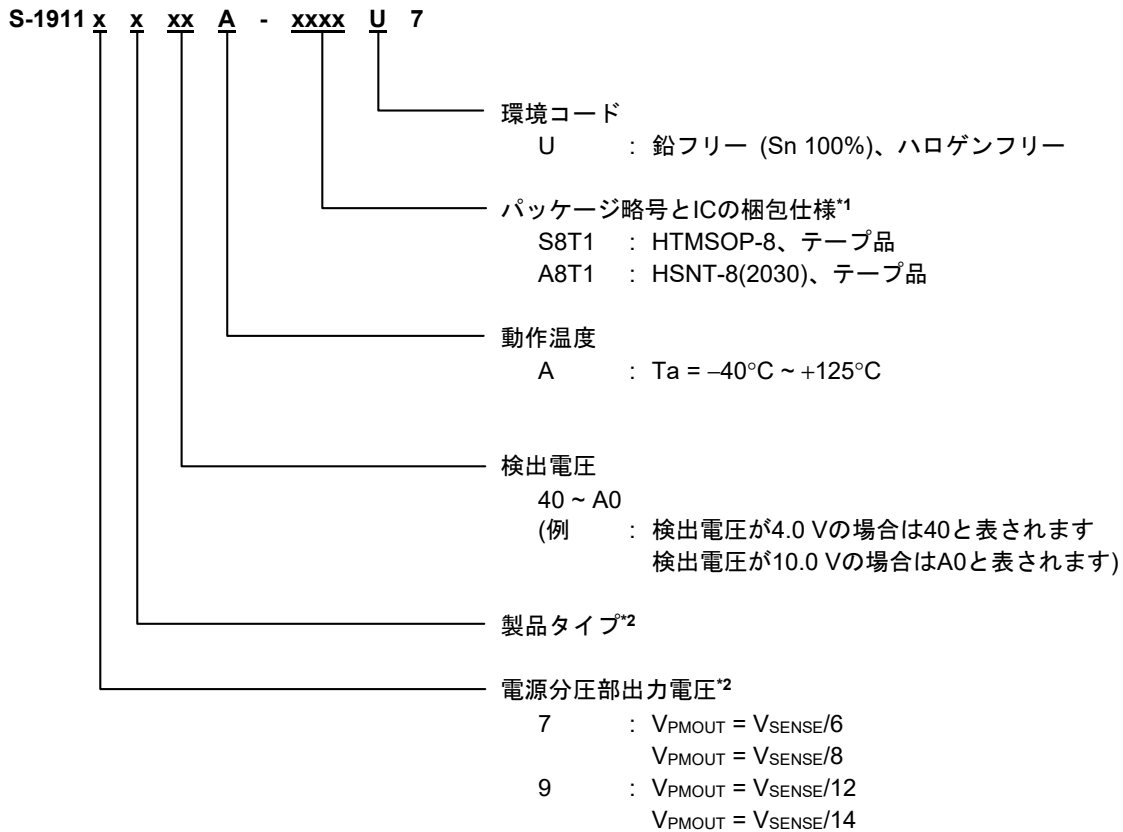 S-1911 x x xx A - xxxx U 7
環境コード
U : 鉛フリー (Sn 100%)、ハロゲンフリー
パッケージ略号とICの梱包仕様*1
S8T1 : HTMSOP-8、テープ品
A8T1 : HSNT-8(2030)、テープ品
動作温度
A : Ta = −40°C ~ +125°C
検出電圧
40 ~ A0
(例 : 検出電圧が4.0 Vの場合は40と表されます
検出電圧が10.0 Vの場合はA0と表されます)
製品タイプ*2
電源分圧部出力電圧*2
7 : VPMOUT = VSENSE/6
VPMOUT = VSENSE/8
9 : VPMOUT = VSENSE/12
VPMOUT = VSENSE/14